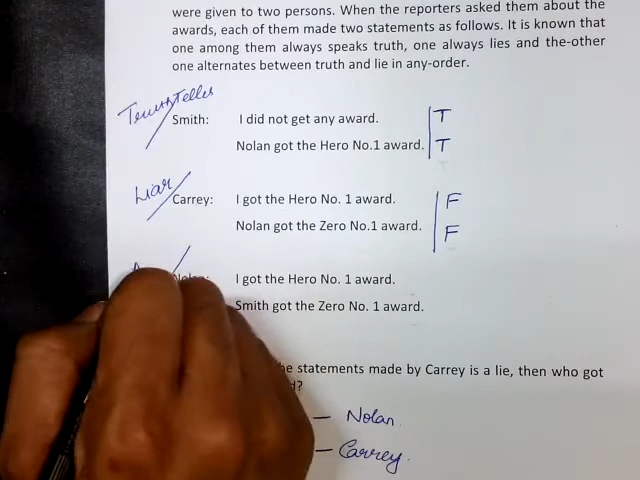 were given to two persons. When the reporters asked them about the
awards, each of them made two statements as follows. It is known that
one among them always speaks truth, one always lies and the-other
one alternates between truth and lie in any-order.
Smith: I did not get any award. T
Nolan got the Hero No.1 award. T
Liar
Carrey: I got the Hero No. 1 award. F
Nolan got the Zero No.1 award. F
I got the Hero No. 1 award.
Smith got the Zero No. 1 award.
statements made by Carrey is a lie, then who got
— Nolan
— Carrey